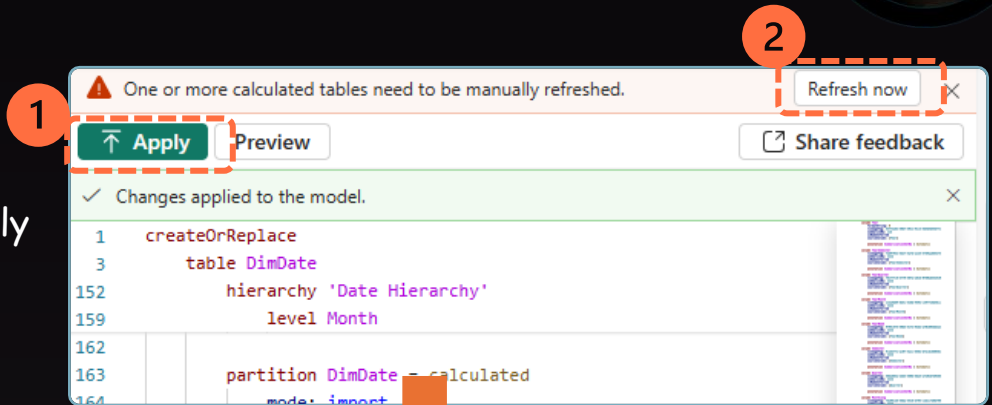 2
One or more calculated tables need to be manually refreshed. Refresh now
1
Apply Preview Share feedback
ly
Changes applied to the model.
1 createOrReplace
3 table DimDate
152 hierarchy 'Date Hierarchy'
159 level Month
162
163 partition DimDate = calculated
164 mode: import